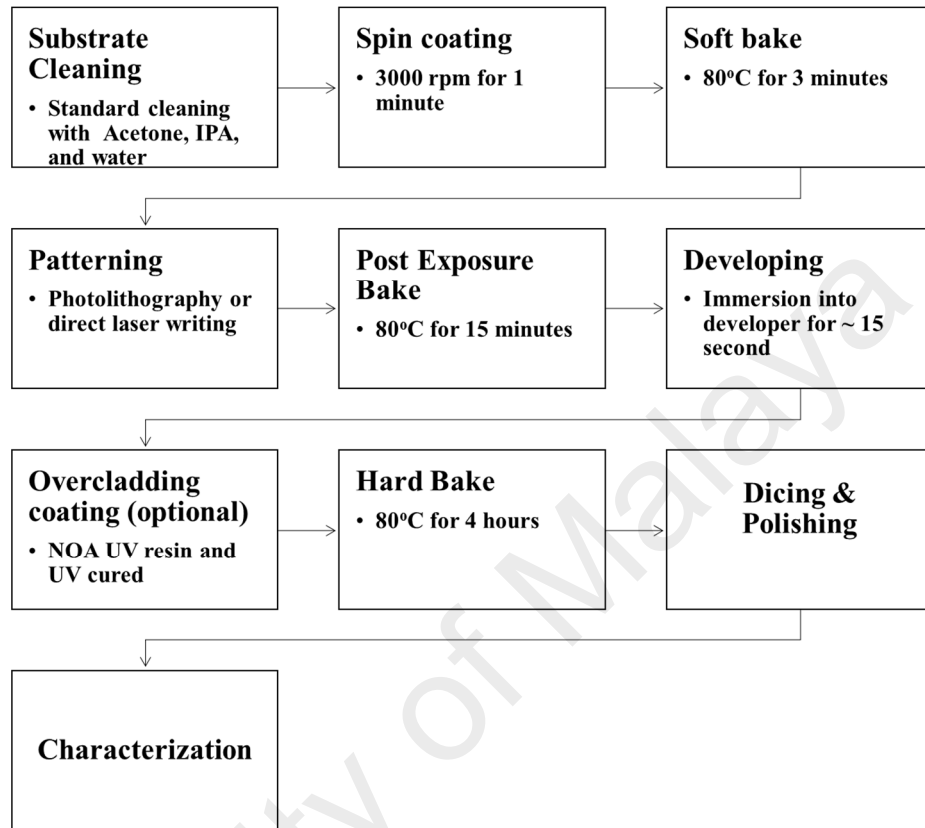 Substrate
Cleaning
• Standard cleaning
with Acetone, IPA,
and water
Spin coating
• 3000 rpm for 1
minute
Soft bake
• 80°C for 3 minutes
Patterning
• Photolithography or
direct laser writing
Post Exposure
Bake
• 80°C for 15 minutes
Developing
• Immersion into
developer for ~ 15
second
Overcladding
coating (optional)
• NOA UV resin and
UV cured
Hard Bake
• 80°C for 4 hours
Dicing &
Polishing
Characterization
of Malaya